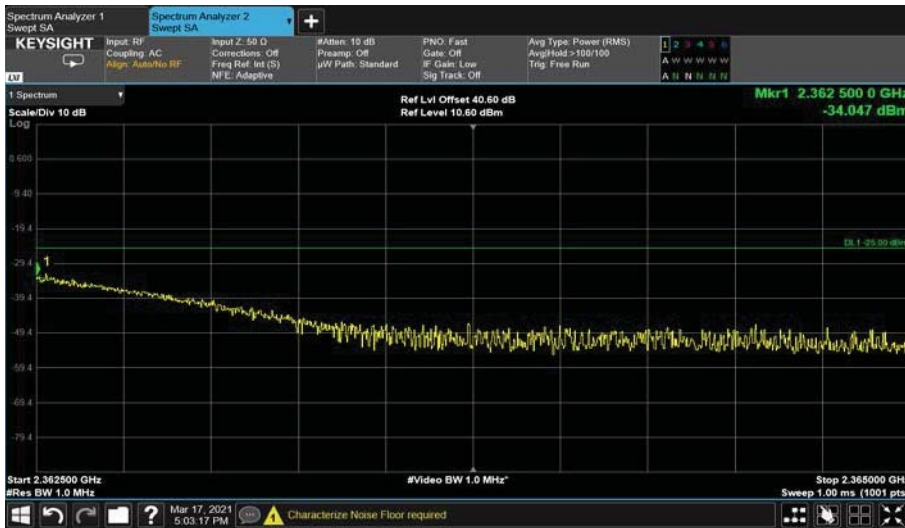 Spectrum Analyzer 1
Swept SA
Spectrum Analyzer 2
Swept SA
KEYSIGHT
Input: RF
Coupling: AC
Align: Auto/No RF
Input Z: 50 Ω
Corrections: Off
Freq Ref: Int (S)
NFE: Adaptive
#Atten: 10 dB
Preamp: Off
µW Path: Standard
PNO: Fast
Gate: Off
IF Gain: Low
Sig Track: Off
Avg Type: Power (RMS)
Avg|Hold:>100/100
Trig: Free Run
1 2 3 4 5 6
A W W W W W
A N N N N N
LXI
1 Spectrum
Scale/Div 10 dB
Log
Ref Lvl Offset 40.60 dB
Ref Level 10.60 dBm
Mkr1 2.362 500 0 GHz
-34.047 dBm
0.600
-9.40
-19.4
DL1 -25.00 dBm
1
-29.4
-39.4
-49.4
-59.4
-69.4
-79.4
Start 2.362500 GHz
#Res BW 1.0 MHz
#Video BW 1.0 MHz*
Stop 2.365000 GHz
Sweep 1.00 ms (1001 pts)
?
Mar 17, 2021
5:03:17 PM
Characterize Noise Floor required